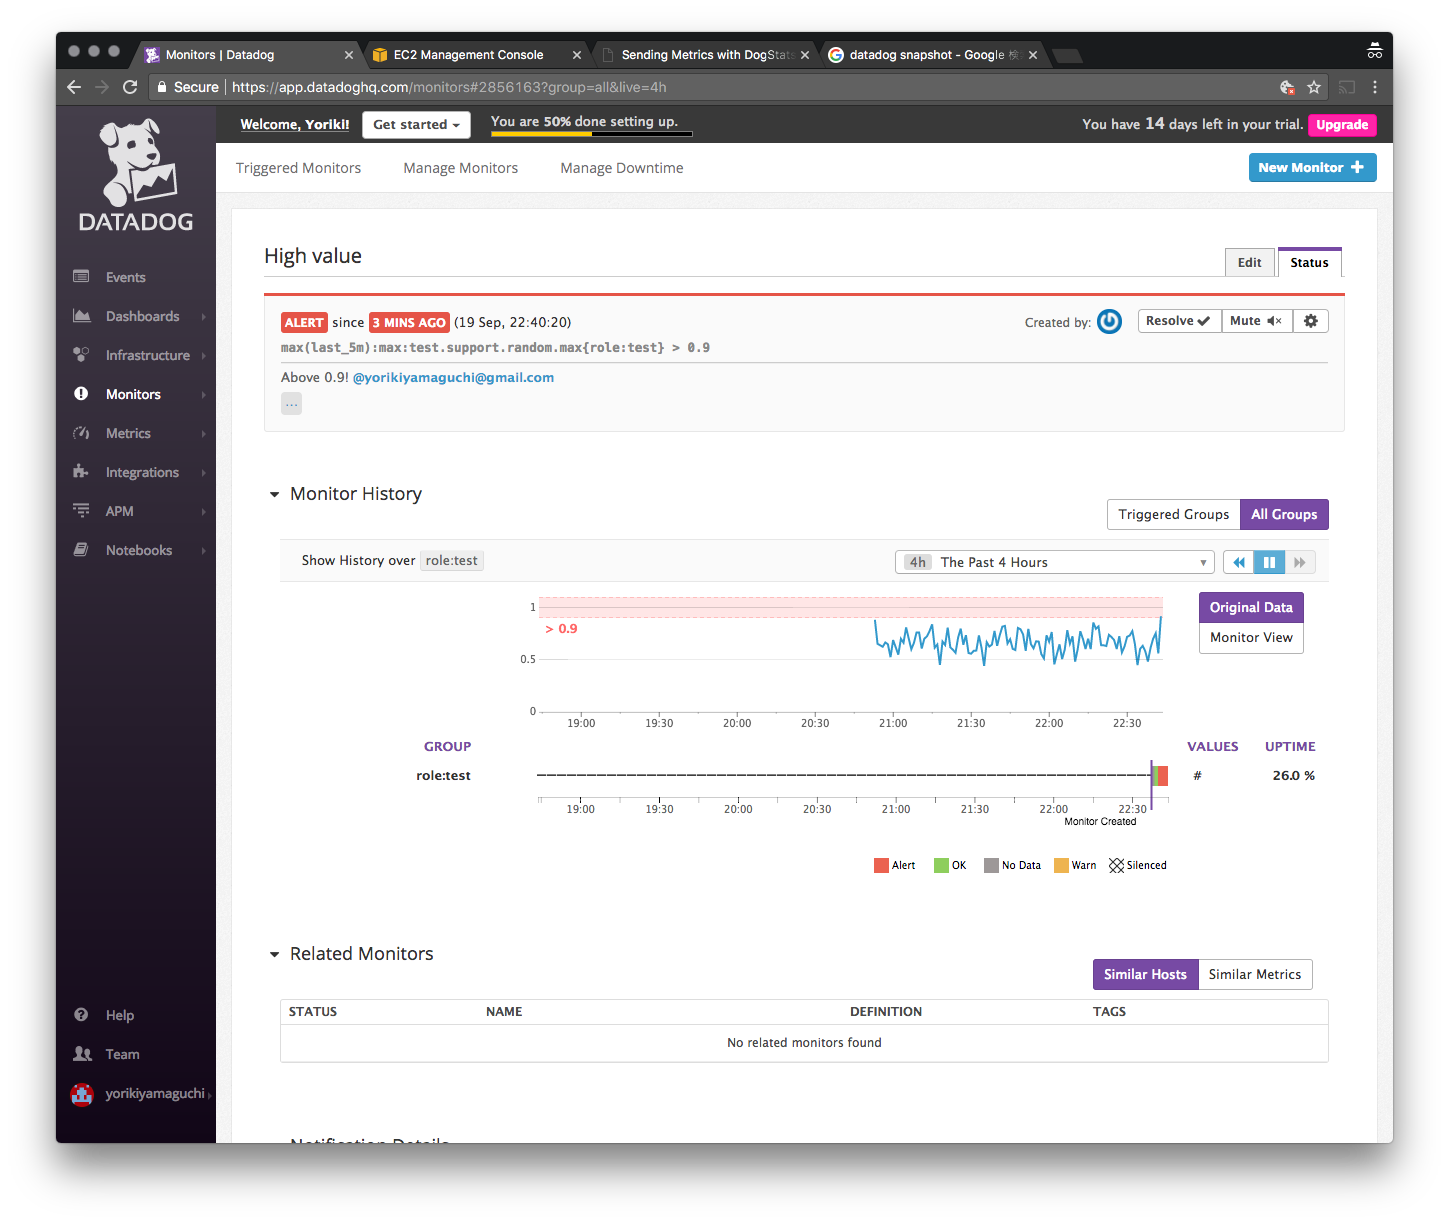 Monitors | Datadog
EC2 Management Console
Sending Metrics with DogStats
datadog snapshot - Google 検
Secure | https://app.datadoghq.com/monitors#2856163?group=all&live=4h
Welcome, Yoriki!
Get started
You are 50% done setting up.
You have 14 days left in your trial.
Upgrade
DATADOG
Events
Dashboards
Infrastructure
Monitors
Metrics
Integrations
APM
Notebooks
Help
Team
yorikiyamaguchi
Triggered Monitors
Manage Monitors
Manage Downtime
New Monitor +
High value
Edit
Status
ALERT since 3 MINS AGO (19 Sep, 22:40:20)
Created by:
Resolve
Mute
max(last_5m):max:test.support.random.max{role:test} > 0.9
Above 0.9! @yorikiyamaguchi@gmail.com
...
Monitor History
Triggered Groups
All Groups
Show History over role:test
4h The Past 4 Hours
Original Data
Monitor View
1
> 0.9
0.5
0
19:00 19:30 20:00 20:30 21:00 21:30 22:00 22:30
GROUP VALUES UPTIME
role:test # 26.0 %
19:00 19:30 20:00 20:30 21:00 21:30 22:00 22:30
Monitor Created
Alert OK No Data Warn Silenced
Related Monitors
Similar Hosts
Similar Metrics
STATUS NAME DEFINITION TAGS
No related monitors found
Notification Details